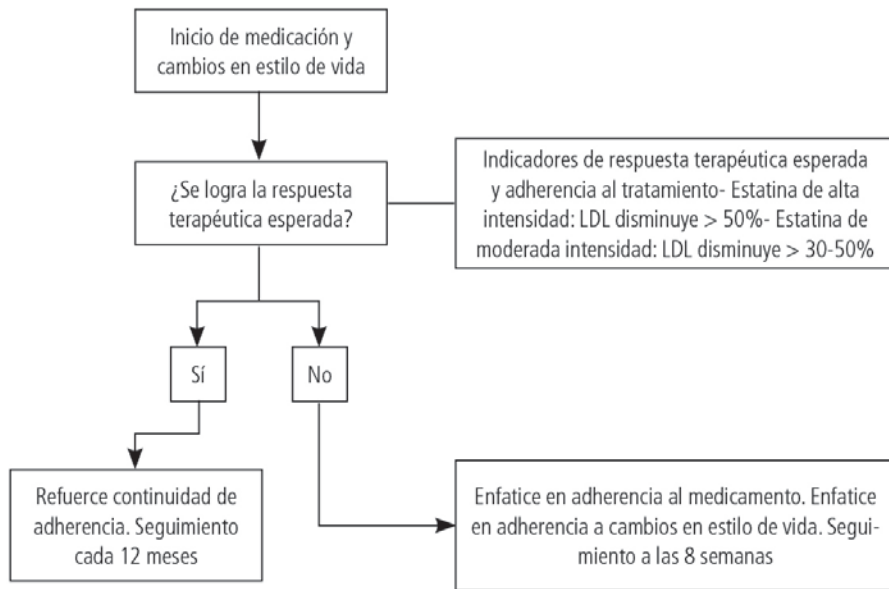 Inicio de medicación y
cambios en estilo de vida
¿Se logra la respuesta
terapéutica esperada?
Indicadores de respuesta terapéutica esperada
y adherencia al tratamiento- Estatina de alta
intensidad: LDL disminuye > 50%- Estatina de
moderada intensidad: LDL disminuye > 30-50%
Sí
No
Refuerce continuidad de
adherencia. Seguimiento
cada 12 meses
Enfatice en adherencia al medicamento. Enfatice
en adherencia a cambios en estilo de vida. Segui-
miento a las 8 semanas